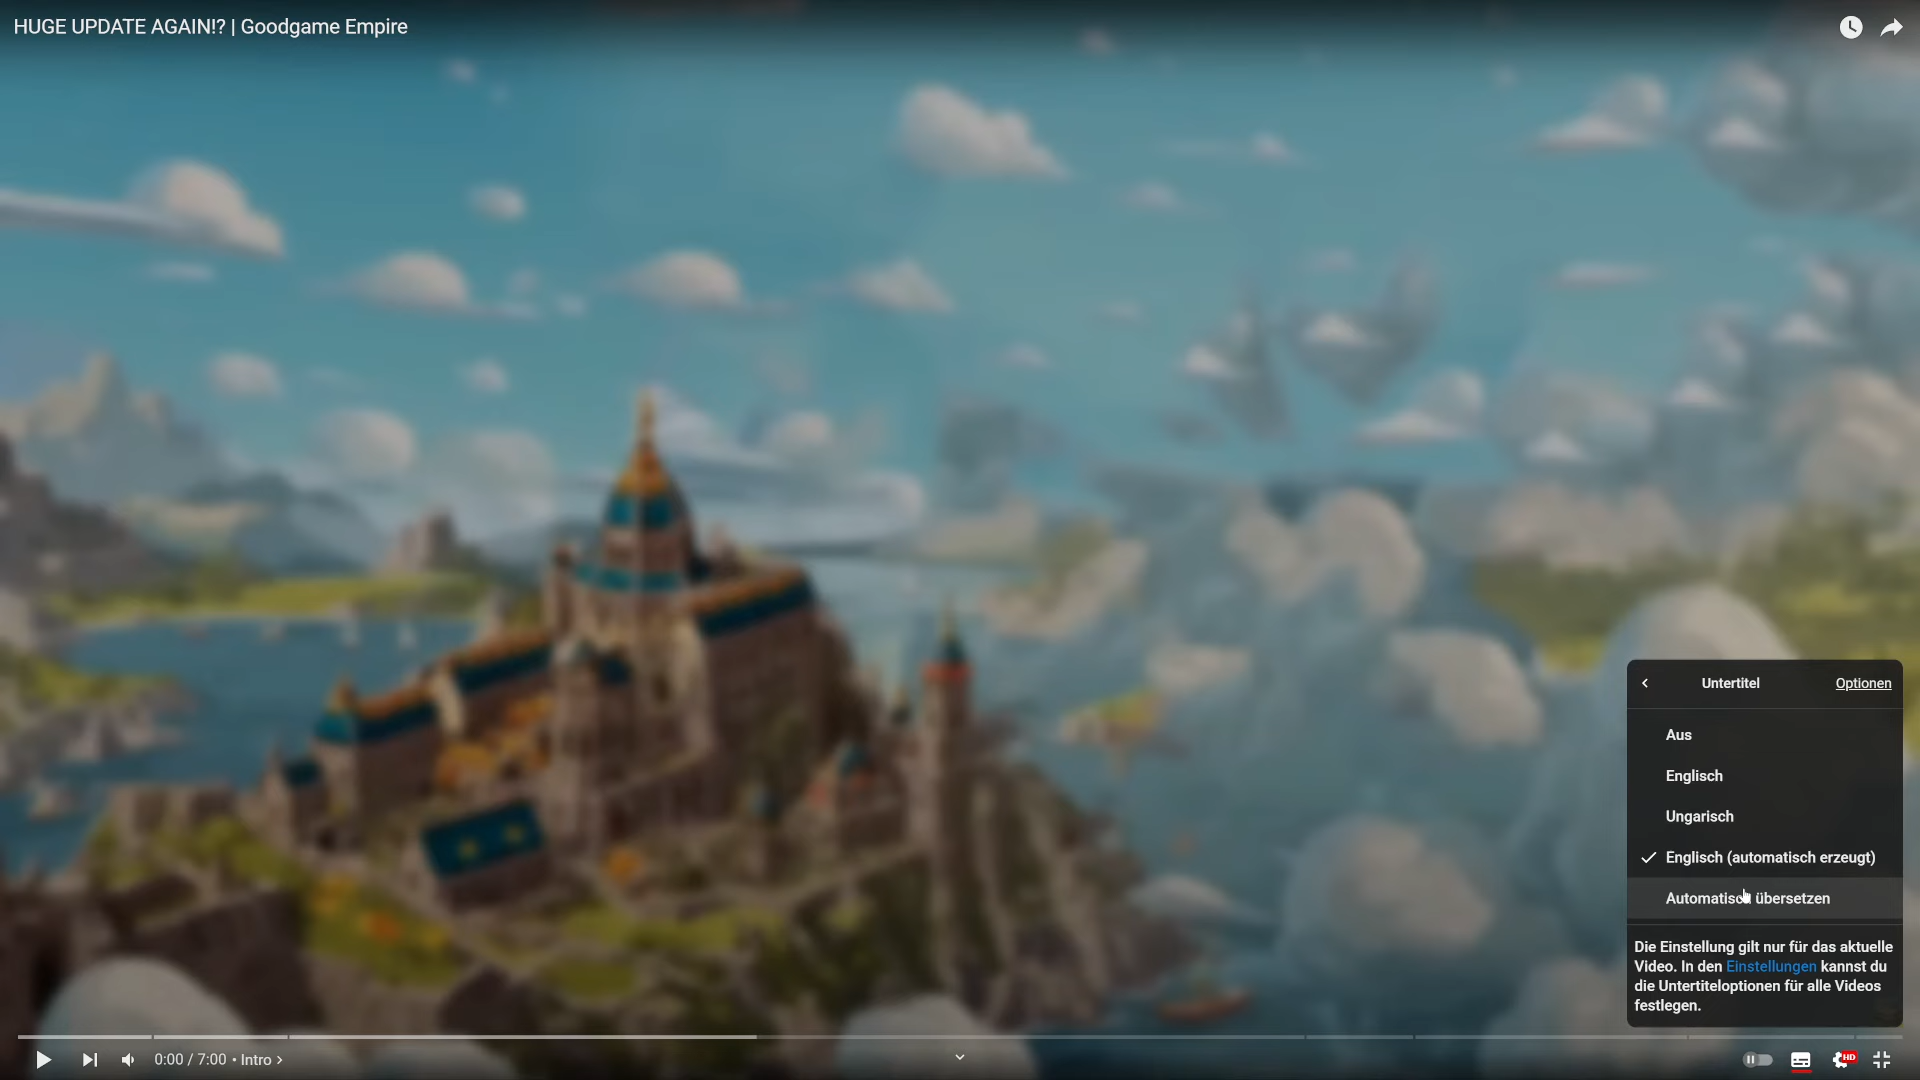 HUGE UPDATE AGAIN!? | Goodgame Empire
Untertitel
Optionen
Aus
Englisch
Ungarisch
Englisch (automatisch erzeugt)
Automatisch übersetzen
Die Einstellung gilt nur für das aktuelle
Video. In den Einstellungen kannst du
die Untertiteloptionen für alle Videos
festlegen.
0:00 / 7:00 • Intro
HD